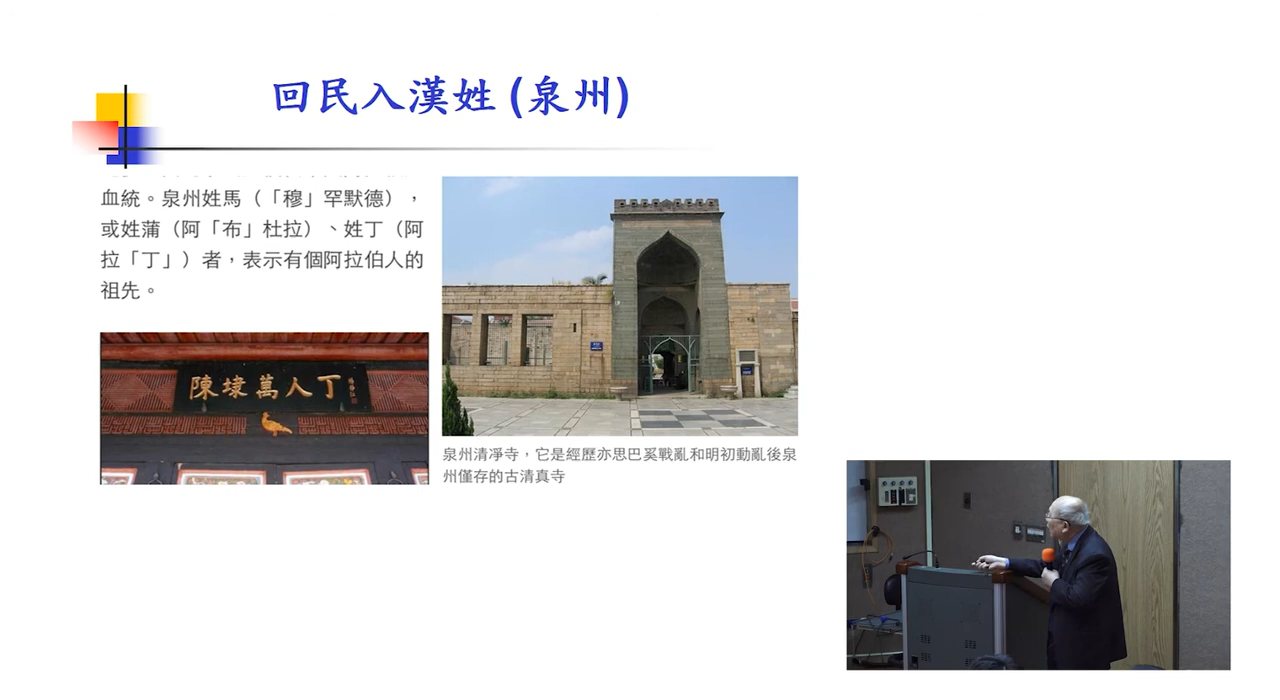 回民入漢姓 (泉州)
血統。泉州姓馬（「穆」罕默德），
或姓蒲（阿「布」杜拉）、姓丁（阿
拉「丁」）者，表示有個阿拉伯人的
祖先。
陳埭萬人丁
泉州清凈寺，它是經歷亦思巴奚戰亂和明初動亂後泉
州僅存的古清真寺